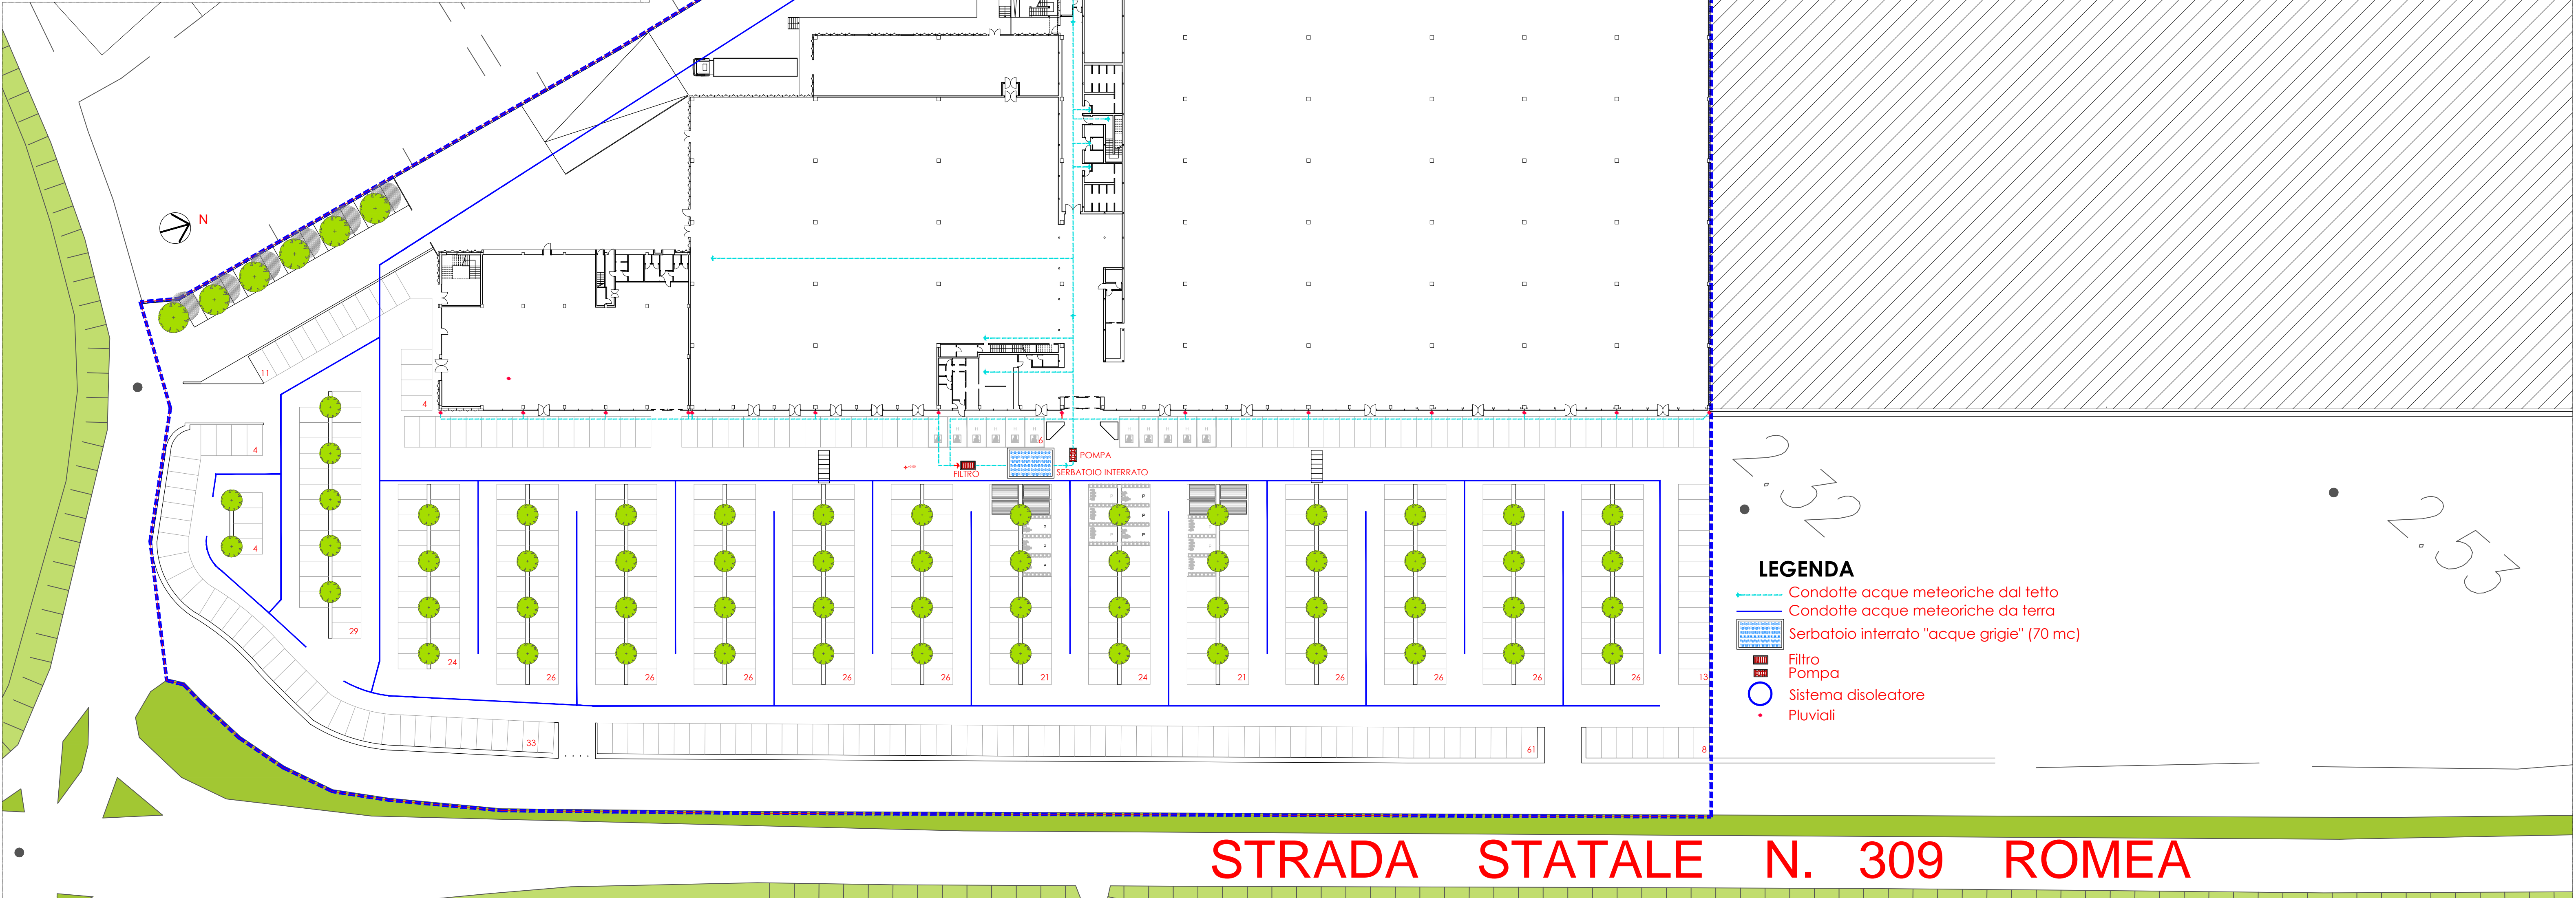 N
11
4
6
POMPA
FILTRO
SERBATOIO INTERRATO
4
4
29
24
26
26
26
26
26
21
24
21
26
26
26
26
13
33
61
8
P
P
P
P
P
P
2.32
2.53
LEGENDA
Condotte acque meteoriche dal tetto
Condotte acque meteoriche da terra
Serbatoio interrato "acque grigie" (70 mc)
Filtro
Pompa
Sistema disoleatore
Pluviali
STRADA STATALE N. 309 ROMEA